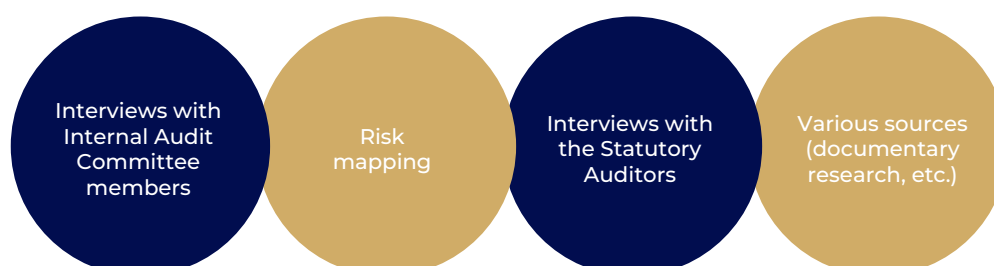 Interviews with
Internal Audit
Committee
members
Risk
mapping
Interviews with
the Statutory
Auditors
Various sources
(documentary
research, etc.)